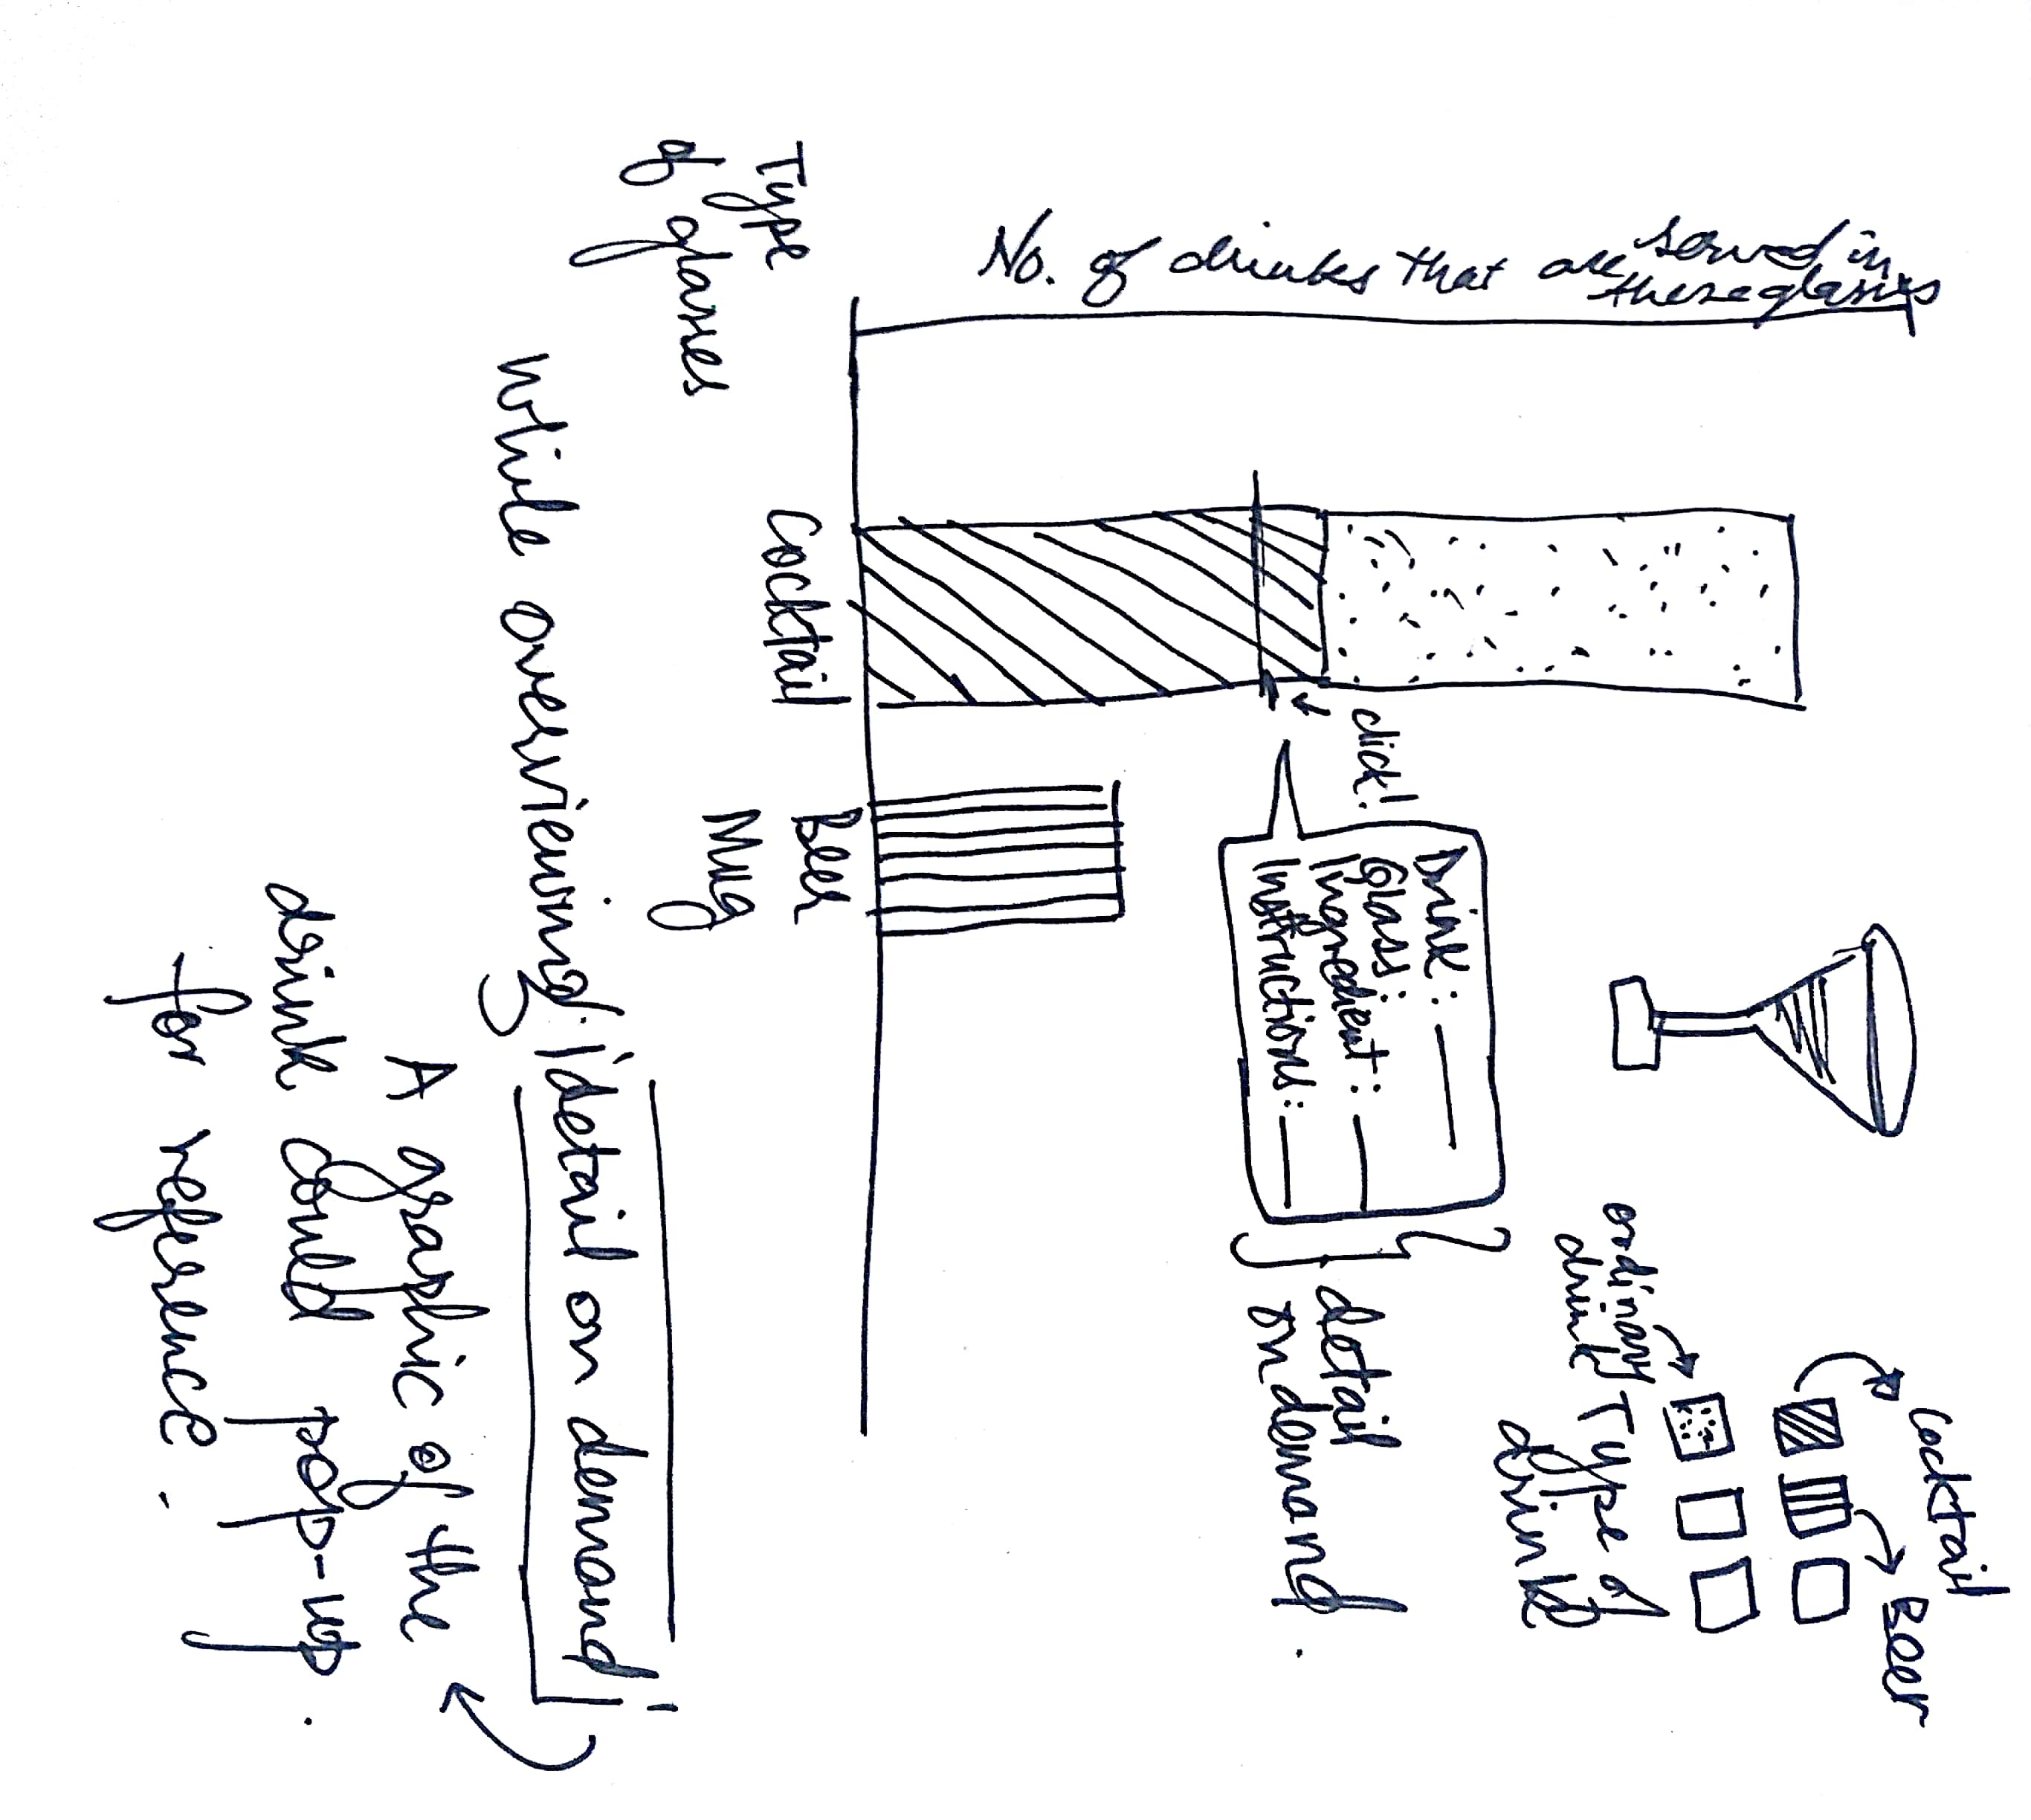 No. of drinks that are served in
these glasses
Type
of glasses
Cocktail
Beer
Mug
click!
Drink:
Glass:
Ingredient:
Instructions:
detail
on demand.
Cocktail
Beer
ordinary
drink
Type of
drink
while overviewing 'detail on demand'
A graphic of the
drink could pop-up.
for reference.